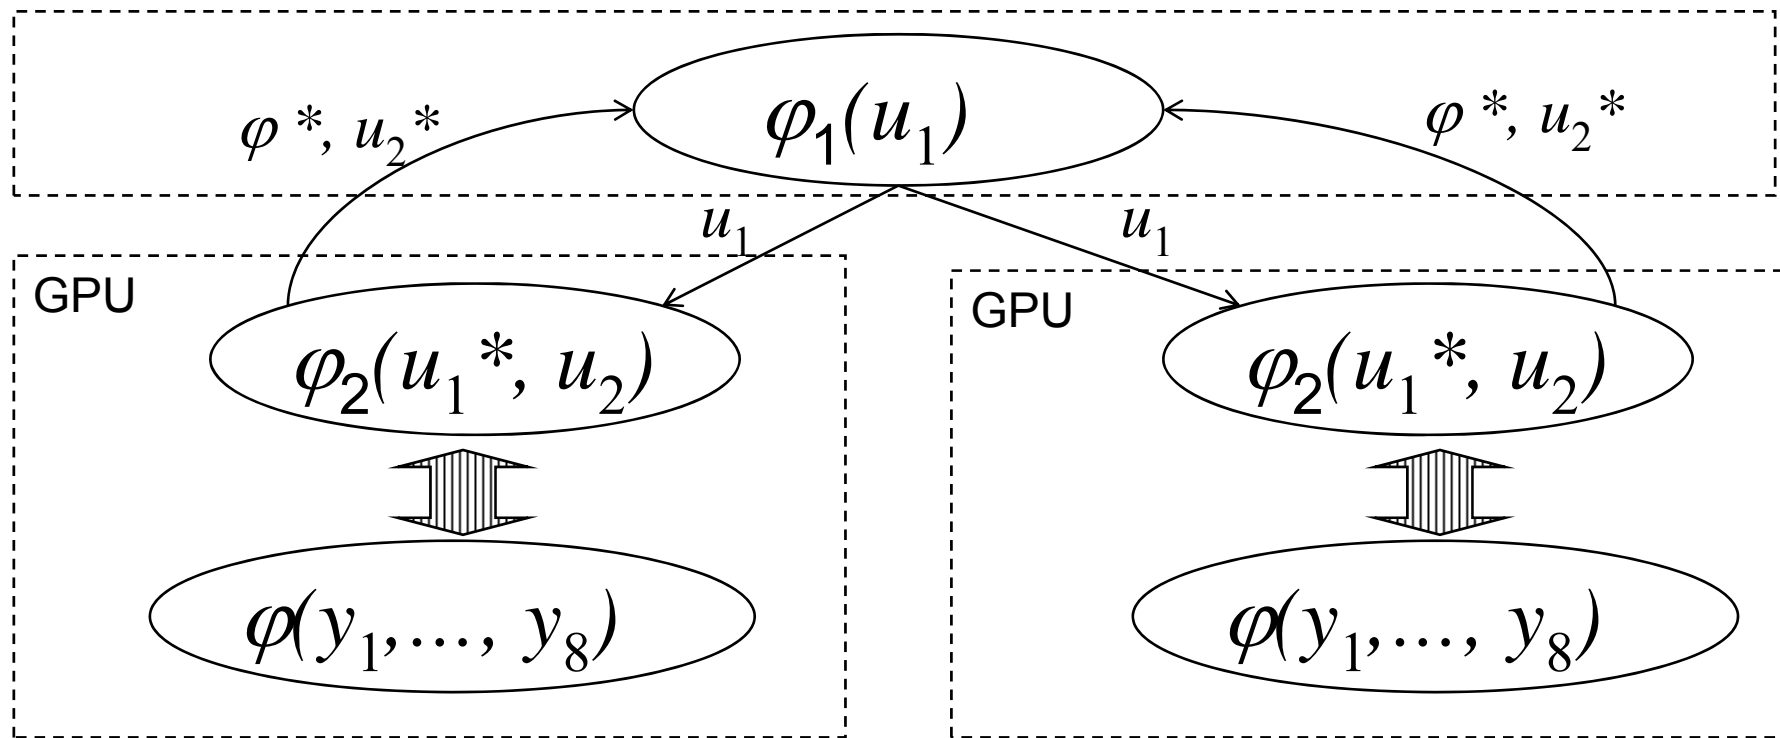 φ₁(u₁)
φ *, u₂*
φ *, u₂*
u₁
u₁
GPU
GPU
φ₂(u₁*, u₂)
φ₂(u₁*, u₂)
φ(y₁,..., y₈)
φ(y₁,..., y₈)